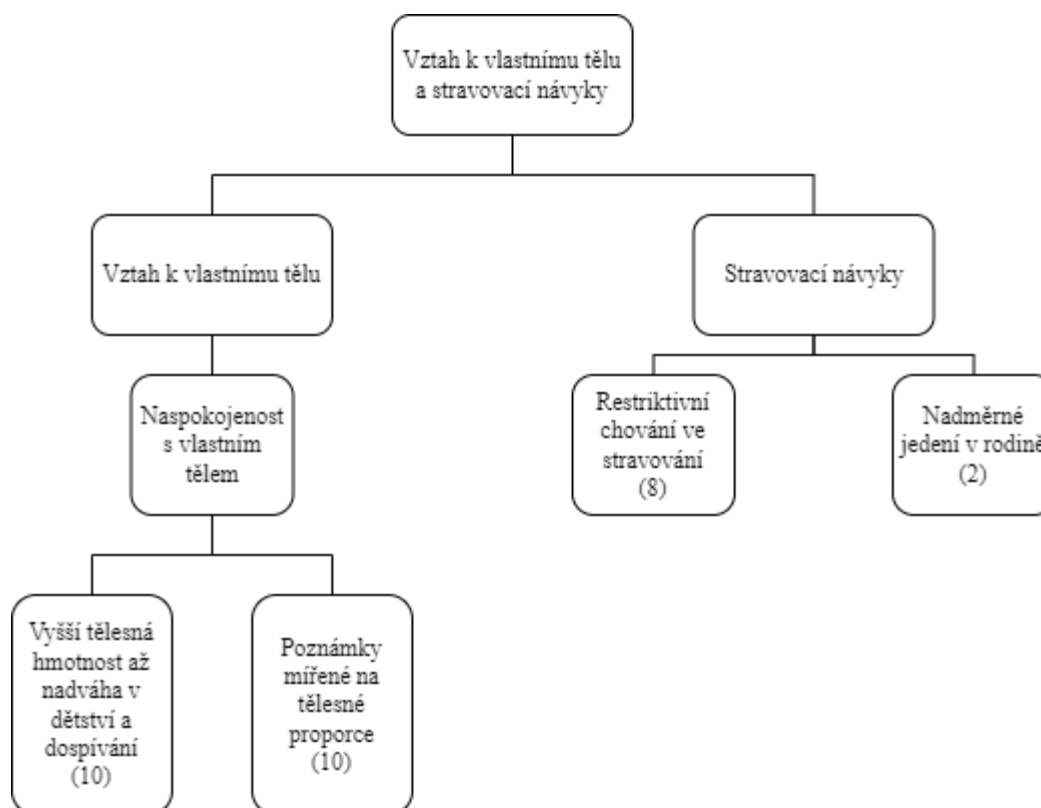 Vztah k vlastnímu tělu
a stravovací návyky
Vztah k vlastnímu tělu
Stravovací návyky
Naspokojenost
s vlastním
tělem
Restriktivní
chování ve
stravování
(8)
Nadměrné
jedení v rodině
(2)
Vyšší tělesná
hmotnost až
nadváha v
dětství a
dospívání
(10)
Poznámky
mířené na
tělesné
proporce
(10)